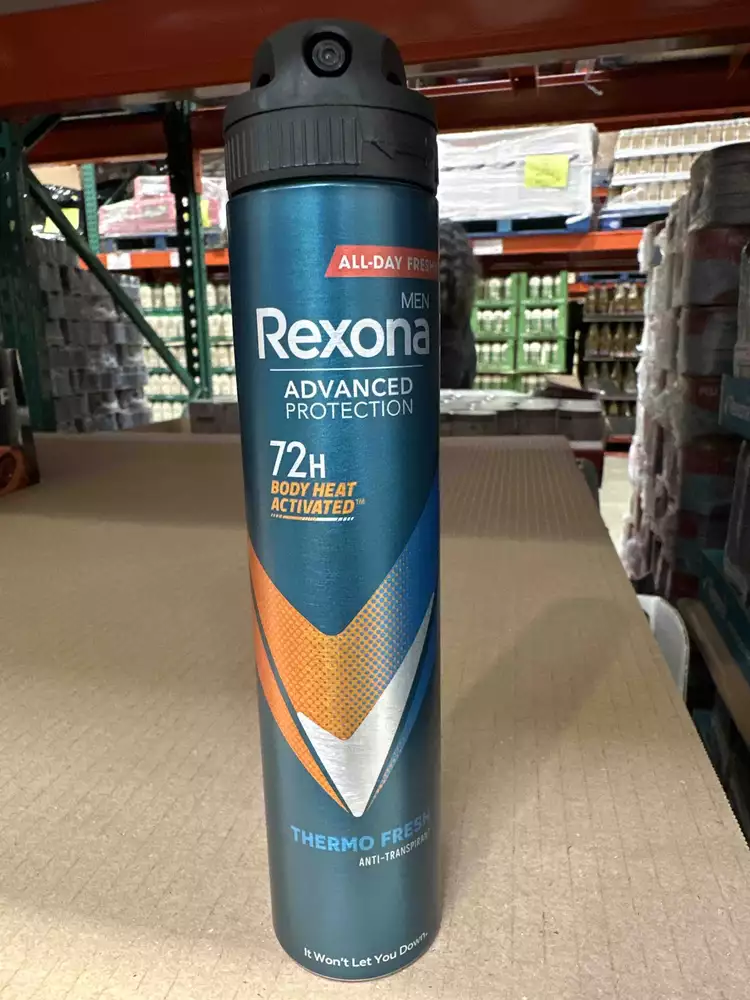 ALL-DAY FRESH
MEN
Rexona
ADVANCED
PROTECTION
72H
BODY HEAT
ACTIVATED™
THERMO FRESH
ANTI-TRANSPIRANT
It Won't Let You Down.